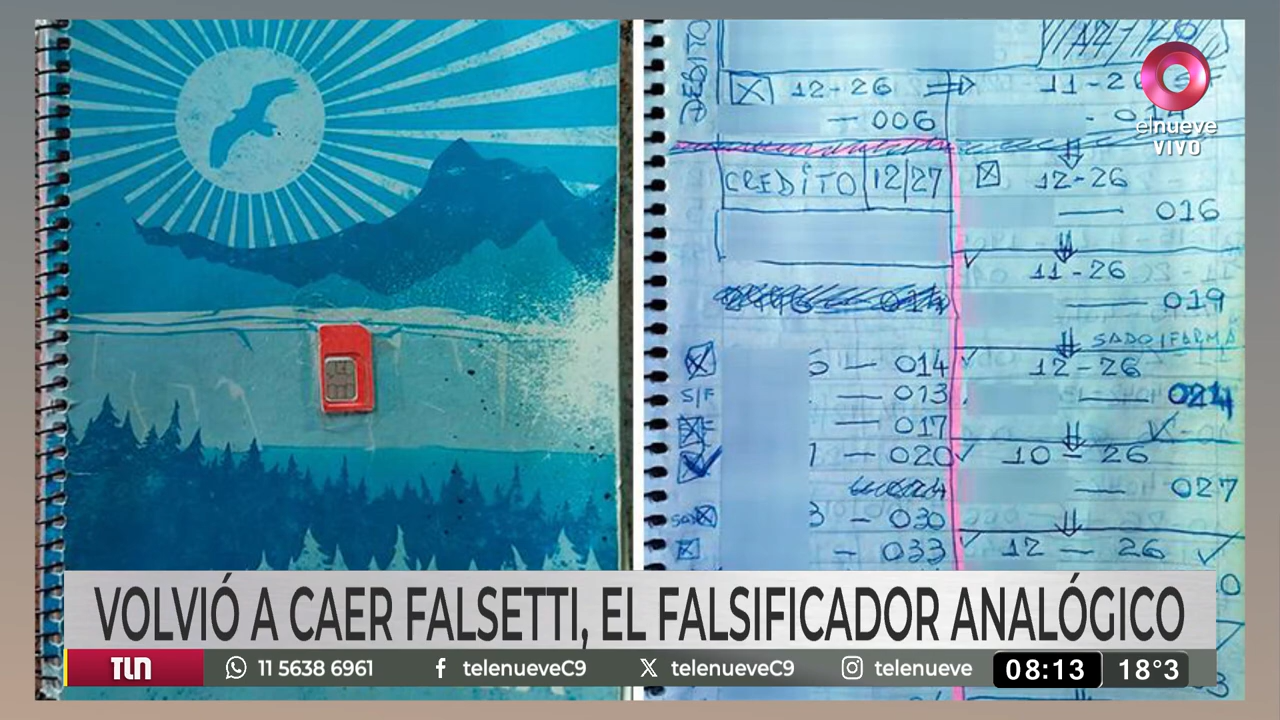 DEBITO
12-26 ⇒ 11-26
— 006
CREDITO 12/27
12-26
— 016
11-26
— 019
SADO/FARMA
12-26
— 014
S/F — 013
024
— 017
— 020
10 — 26
— 027
— 030
— 033
12 — 26
elnueve
VIVO
VOLVIÓ A CAER FALSETTI, EL FALSIFICADOR ANALÓGICO
TLN
11 5638 6961
telenueveC9
telenueveC9
telenueve
08:13
18°3